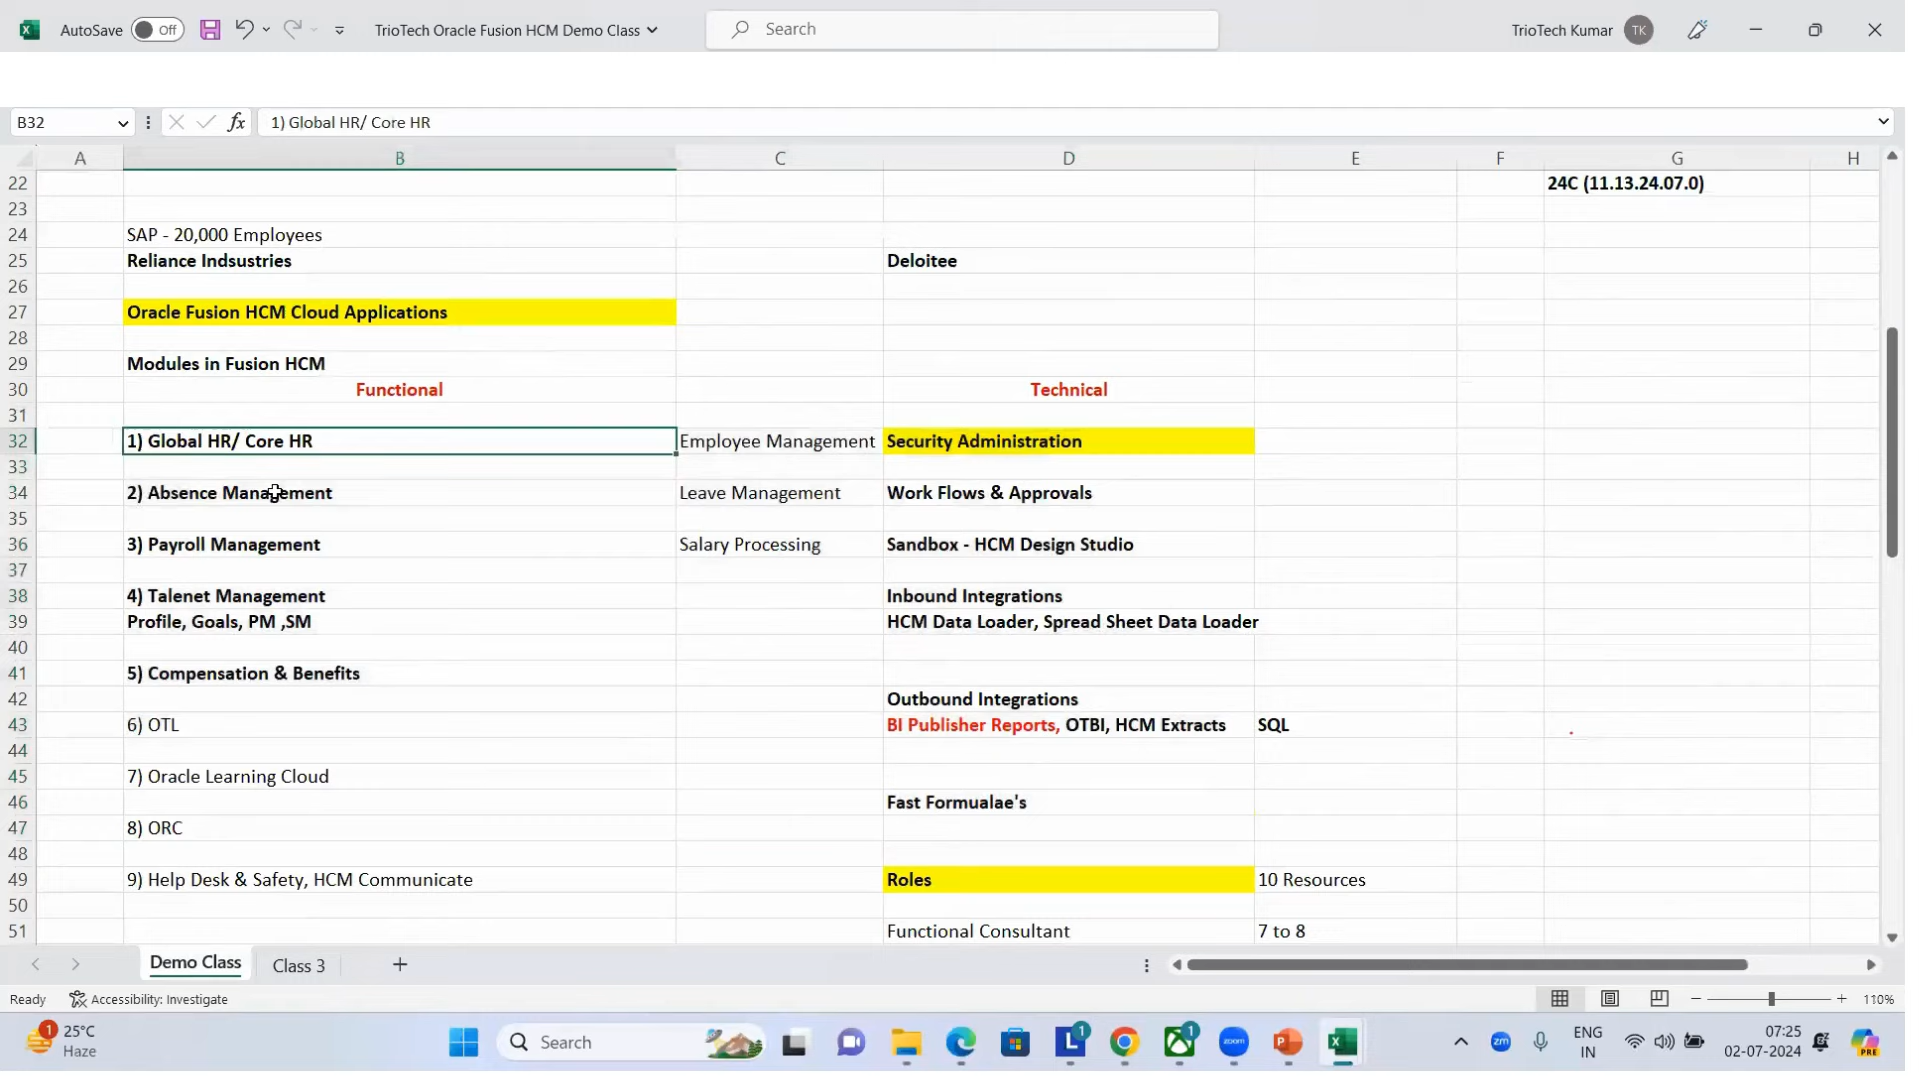 AutoSave Off TrioTech Oracle Fusion HCM Demo Class Search TrioTech Kumar TK
B32 fx 1) Global HR/ Core HR
A B C D E F G H
22 24C (11.13.24.07.0)
23
24 SAP - 20,000 Employees
25 Reliance Indsustries Deloitee
26
27 Oracle Fusion HCM Cloud Applications
28
29 Modules in Fusion HCM
30 Functional Technical
31
32 1) Global HR/ Core HR Employee Management Security Administration
33
34 2) Absence Management Leave Management Work Flows & Approvals
35
36 3) Payroll Management Salary Processing Sandbox - HCM Design Studio
37
38 4) Talenet Management Inbound Integrations
39 Profile, Goals, PM ,SM HCM Data Loader, Spread Sheet Data Loader
40
41 5) Compensation & Benefits
42 Outbound Integrations
43 6) OTL BI Publisher Reports, OTBI, HCM Extracts SQL
44
45 7) Oracle Learning Cloud
46 Fast Formualae's
47 8) ORC
48
49 9) Help Desk & Safety, HCM Communicate Roles 10 Resources
50
51 Functional Consultant 7 to 8
Demo Class Class 3
Ready Accessibility: Investigate 110%
1 25°C Haze Search L 1 1 zoom P zm ENG IN 07:25 02-07-2024 PRE